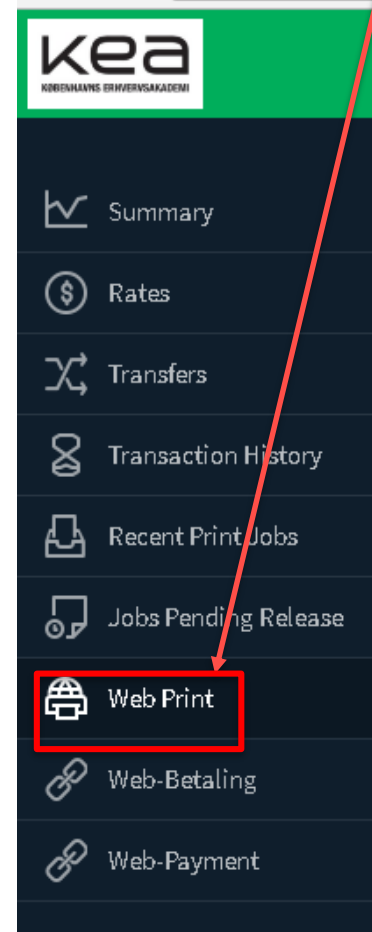 kea
KØBENHAVNS ERHVERVSAKADEMI
Summary
Rates
Transfers
Transaction History
Recent Print Jobs
Jobs Pending Release
Web Print
Web-Betaling
Web-Payment